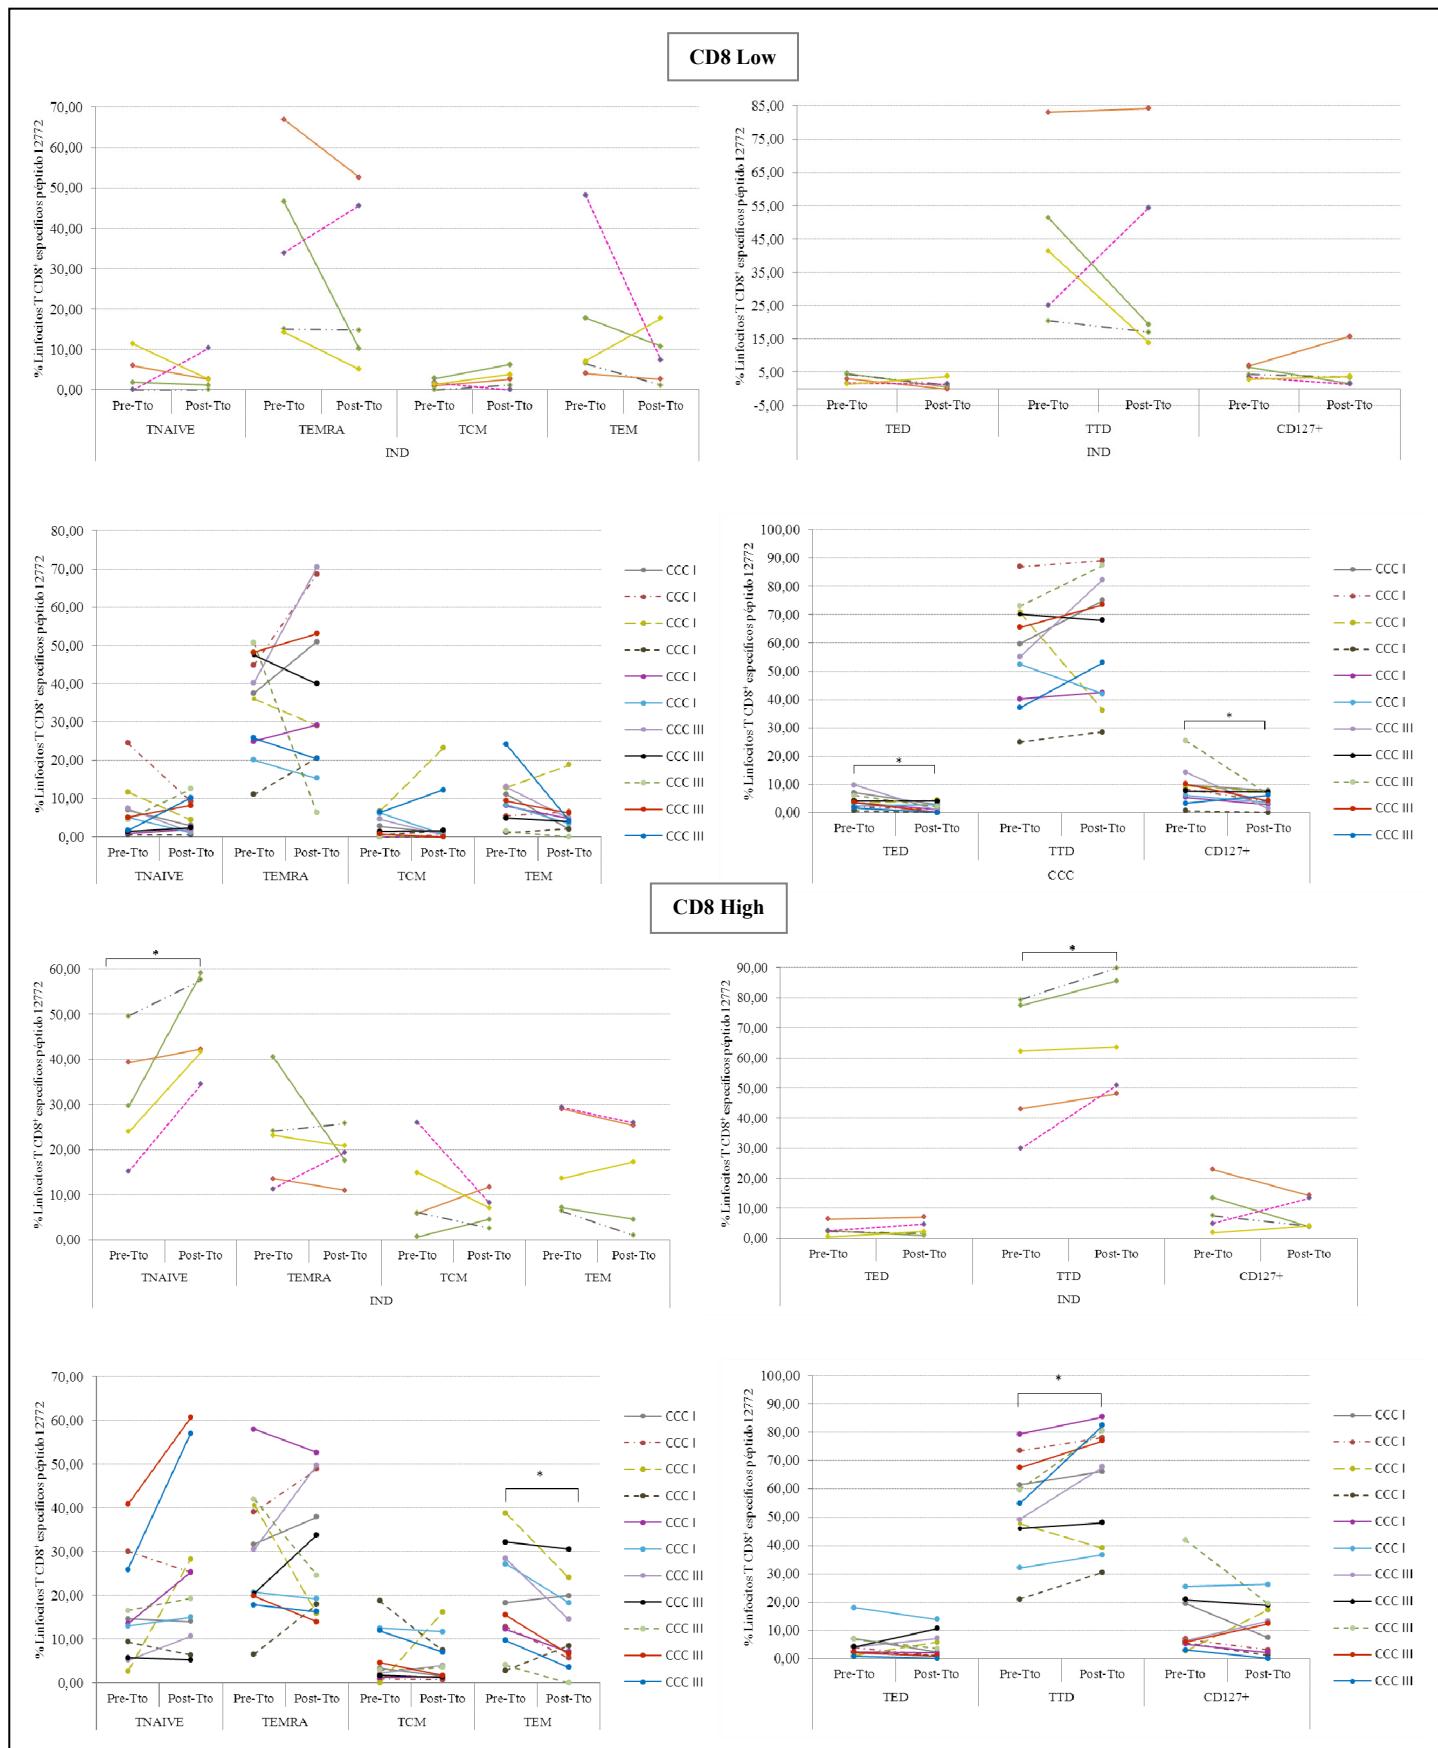 CD8 Low
% Linfocitos T CD8⁺ específicos péptido 12772
70,00
60,00
50,00
40,00
30,00
20,00
10,00
0,00
Pre-Tto Post-Tto Pre-Tto Post-Tto Pre-Tto Post-Tto Pre-Tto Post-Tto
TNAIVE TEMRA TCM TEM
IND
% Linfocitos T CD8⁺ específicos péptido 12772
85,00
75,00
65,00
55,00
45,00
35,00
25,00
15,00
5,00
-5,00
Pre-Tto Post-Tto Pre-Tto Post-Tto Pre-Tto Post-Tto
TED TTD CD127+
IND
% Linfocitos T CD8⁺ específicos péptido 12772
80,00
70,00
60,00
50,00
40,00
30,00
20,00
10,00
0,00
Pre-Tto Post-Tto Pre-Tto Post-Tto Pre-Tto Post-Tto Pre-Tto Post-Tto
TNAIVE TEMRA TCM TEM
CCC I
CCC I
CCC I
CCC I
CCC I
CCC I
CCC III
CCC III
CCC III
CCC III
CCC III
% Linfocitos T CD8⁺ específicos péptido 12772
100,00
90,00
80,00
70,00
60,00
50,00
40,00
30,00
20,00
10,00
0,00
*
*
Pre-Tto Post-Tto Pre-Tto Post-Tto Pre-Tto Post-Tto
TED TTD CD127+
CCC
CCC I
CCC I
CCC I
CCC I
CCC I
CCC I
CCC III
CCC III
CCC III
CCC III
CCC III
CD8 High
% Linfocitos T CD8⁺ específicos péptido 12772
*
60,00
50,00
40,00
30,00
20,00
10,00
0,00
Pre-Tto Post-Tto Pre-Tto Post-Tto Pre-Tto Post-Tto Pre-Tto Post-Tto
TNAIVE TEMRA TCM TEM
IND
% Linfocitos T CD8⁺ específicos péptido 12772
*
90,00
80,00
70,00
60,00
50,00
40,00
30,00
20,00
10,00
0,00
Pre-Tto Post-Tto Pre-Tto Post-Tto Pre-Tto Post-Tto
TED TTD CD127+
IND
% Linfocitos T CD8⁺ específicos péptido 12772
70,00
60,00
50,00
40,00
30,00
20,00
10,00
0,00
*
Pre-Tto Post-Tto Pre-Tto Post-Tto Pre-Tto Post-Tto Pre-Tto Post-Tto
TNAIVE TEMRA TCM TEM
CCC I
CCC I
CCC I
CCC I
CCC I
CCC I
CCC III
CCC III
CCC III
CCC III
CCC III
% Linfocitos T CD8⁺ específicos péptido 12772
100,00
90,00
80,00
70,00
60,00
50,00
40,00
30,00
20,00
10,00
0,00
*
Pre-Tto Post-Tto Pre-Tto Post-Tto Pre-Tto Post-Tto
TED TTD CD127+
CCC I
CCC I
CCC I
CCC I
CCC I
CCC I
CCC III
CCC III
CCC III
CCC III
CCC III